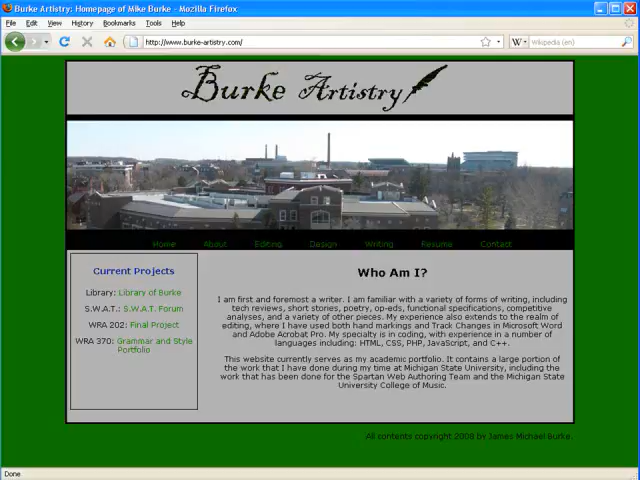 Burke Artistry: Homepage of Mike Burke - Mozilla Firefox
File Edit View History Bookmarks Tools Help
http://www.burke-artistry.com/
W Wikipedia (en)
Burke Artistry
Home About Editing Design Writing Resume Contact
Current Projects
Library: Library of Burke
S.W.A.T.: S.W.A.T. Forum
WRA 202: Final Project
WRA 370: Grammar and Style
Portfolio
Who Am I?
I am first and foremost a writer. I am familiar with a variety of forms of writing, including
tech reviews, short stories, poetry, op-eds, functional specifications, competitive
analyses, and a variety of other pieces. My experience also extends to the realm of
editing, where I have used both hand markings and Track Changes in Microsoft Word
and Adobe Acrobat Pro. My specialty is in coding, with experience in a number of
languages including: HTML, CSS, PHP, JavaScript, and C++.
This website currently serves as my academic portfolio. It contains a large portion of
the work that I have done during my time at Michigan State University, including the
work that has been done for the Spartan Web Authoring Team and the Michigan State
University College of Music.
All contents copyright 2008 by James Michael Burke.
Done